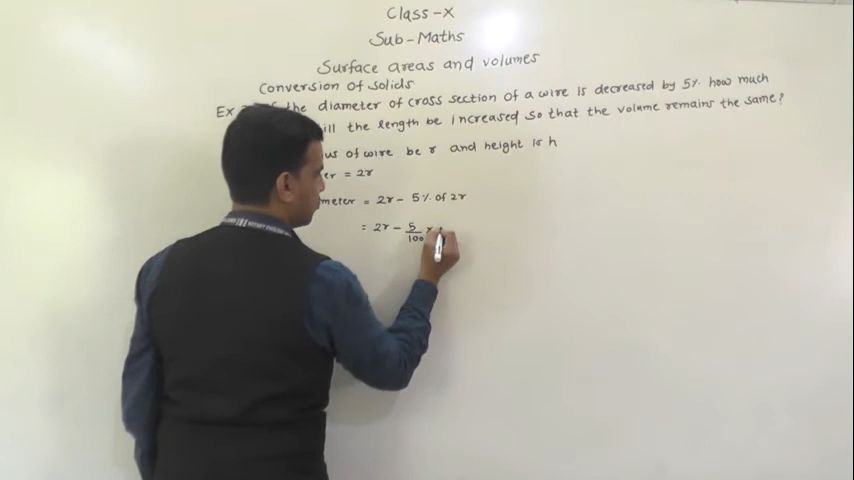 Class-X
Sub-Maths
Surface areas and volumes
Conversion of solids
Ex the diameter of cross section of a wire is decreased by 5% how much
ill the length be increased so that the volume remains the same?
us of wire be r and height is h
er = 2r
meter = 2r - 5% of 2r
= 2r - 5/100 ×